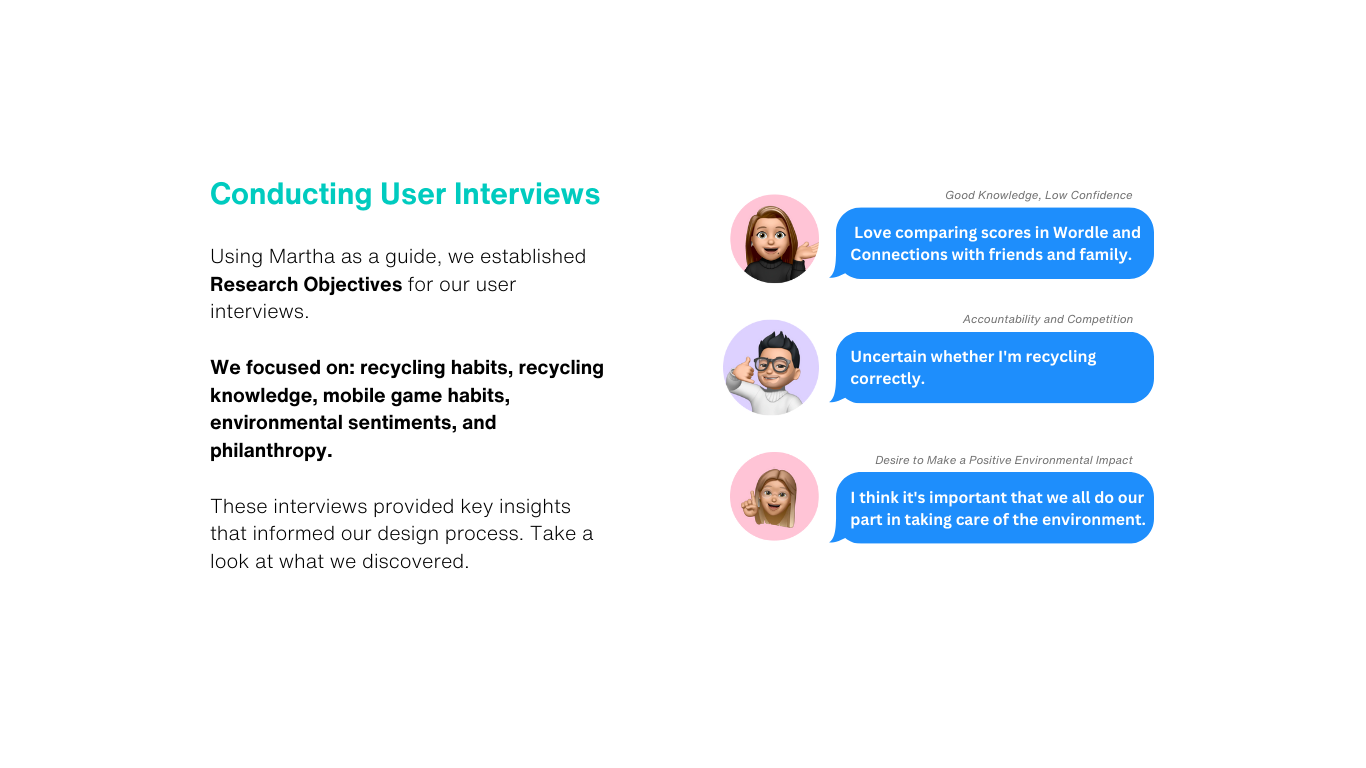 Conducting User Interviews
Using Martha as a guide, we established
Research Objectives for our user
interviews.
We focused on: recycling habits, recycling
knowledge, mobile game habits,
environmental sentiments, and
philanthropy.
These interviews provided key insights
that informed our design process. Take a
look at what we discovered.
Good Knowledge, Low Confidence
Love comparing scores in Wordle and
Connections with friends and family.
Accountability and Competition
Uncertain whether I'm recycling
correctly.
Desire to Make a Positive Environmental Impact
I think it's important that we all do our
part in taking care of the environment.